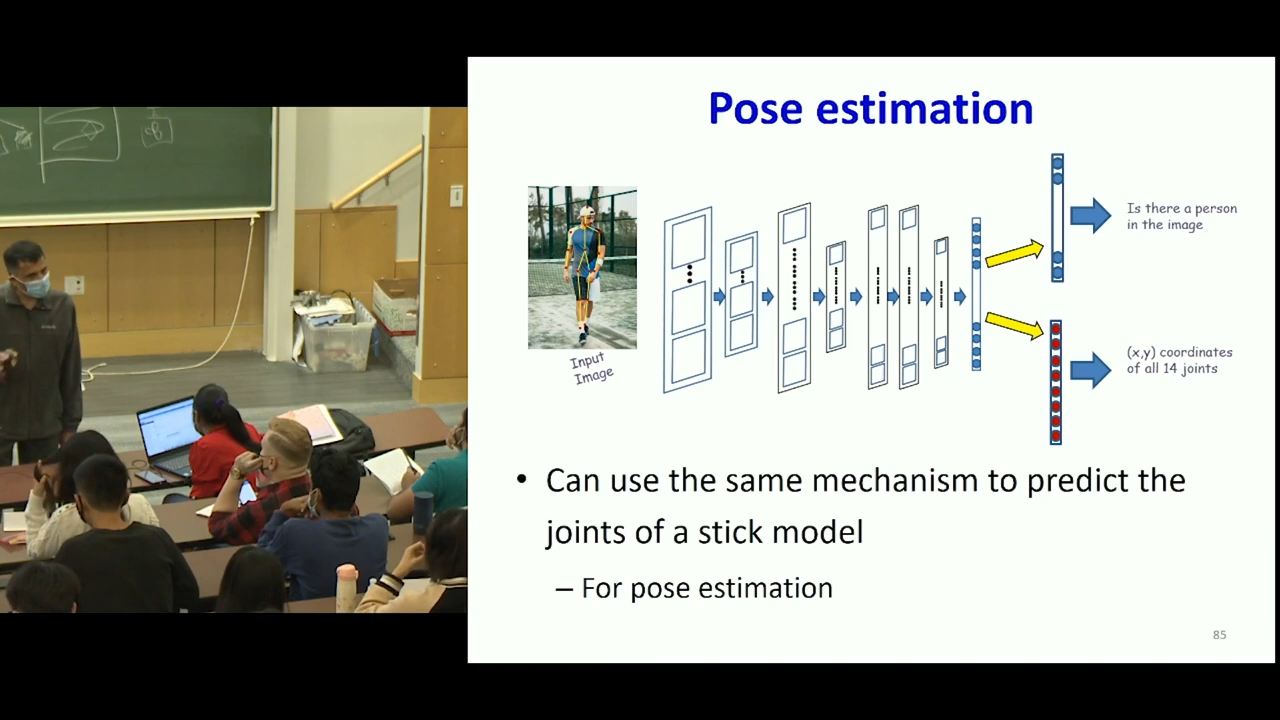 Pose estimation
Input
Image
Is there a person
in the image
(x,y) coordinates
of all 14 joints
• Can use the same mechanism to predict the
joints of a stick model
– For pose estimation
85